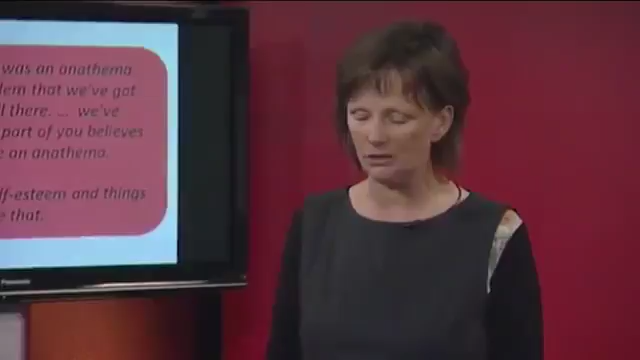 was an anathema
that we've got
there. ... we've
part of you believes
an anathema.
esteem and things
that.
Panasonic